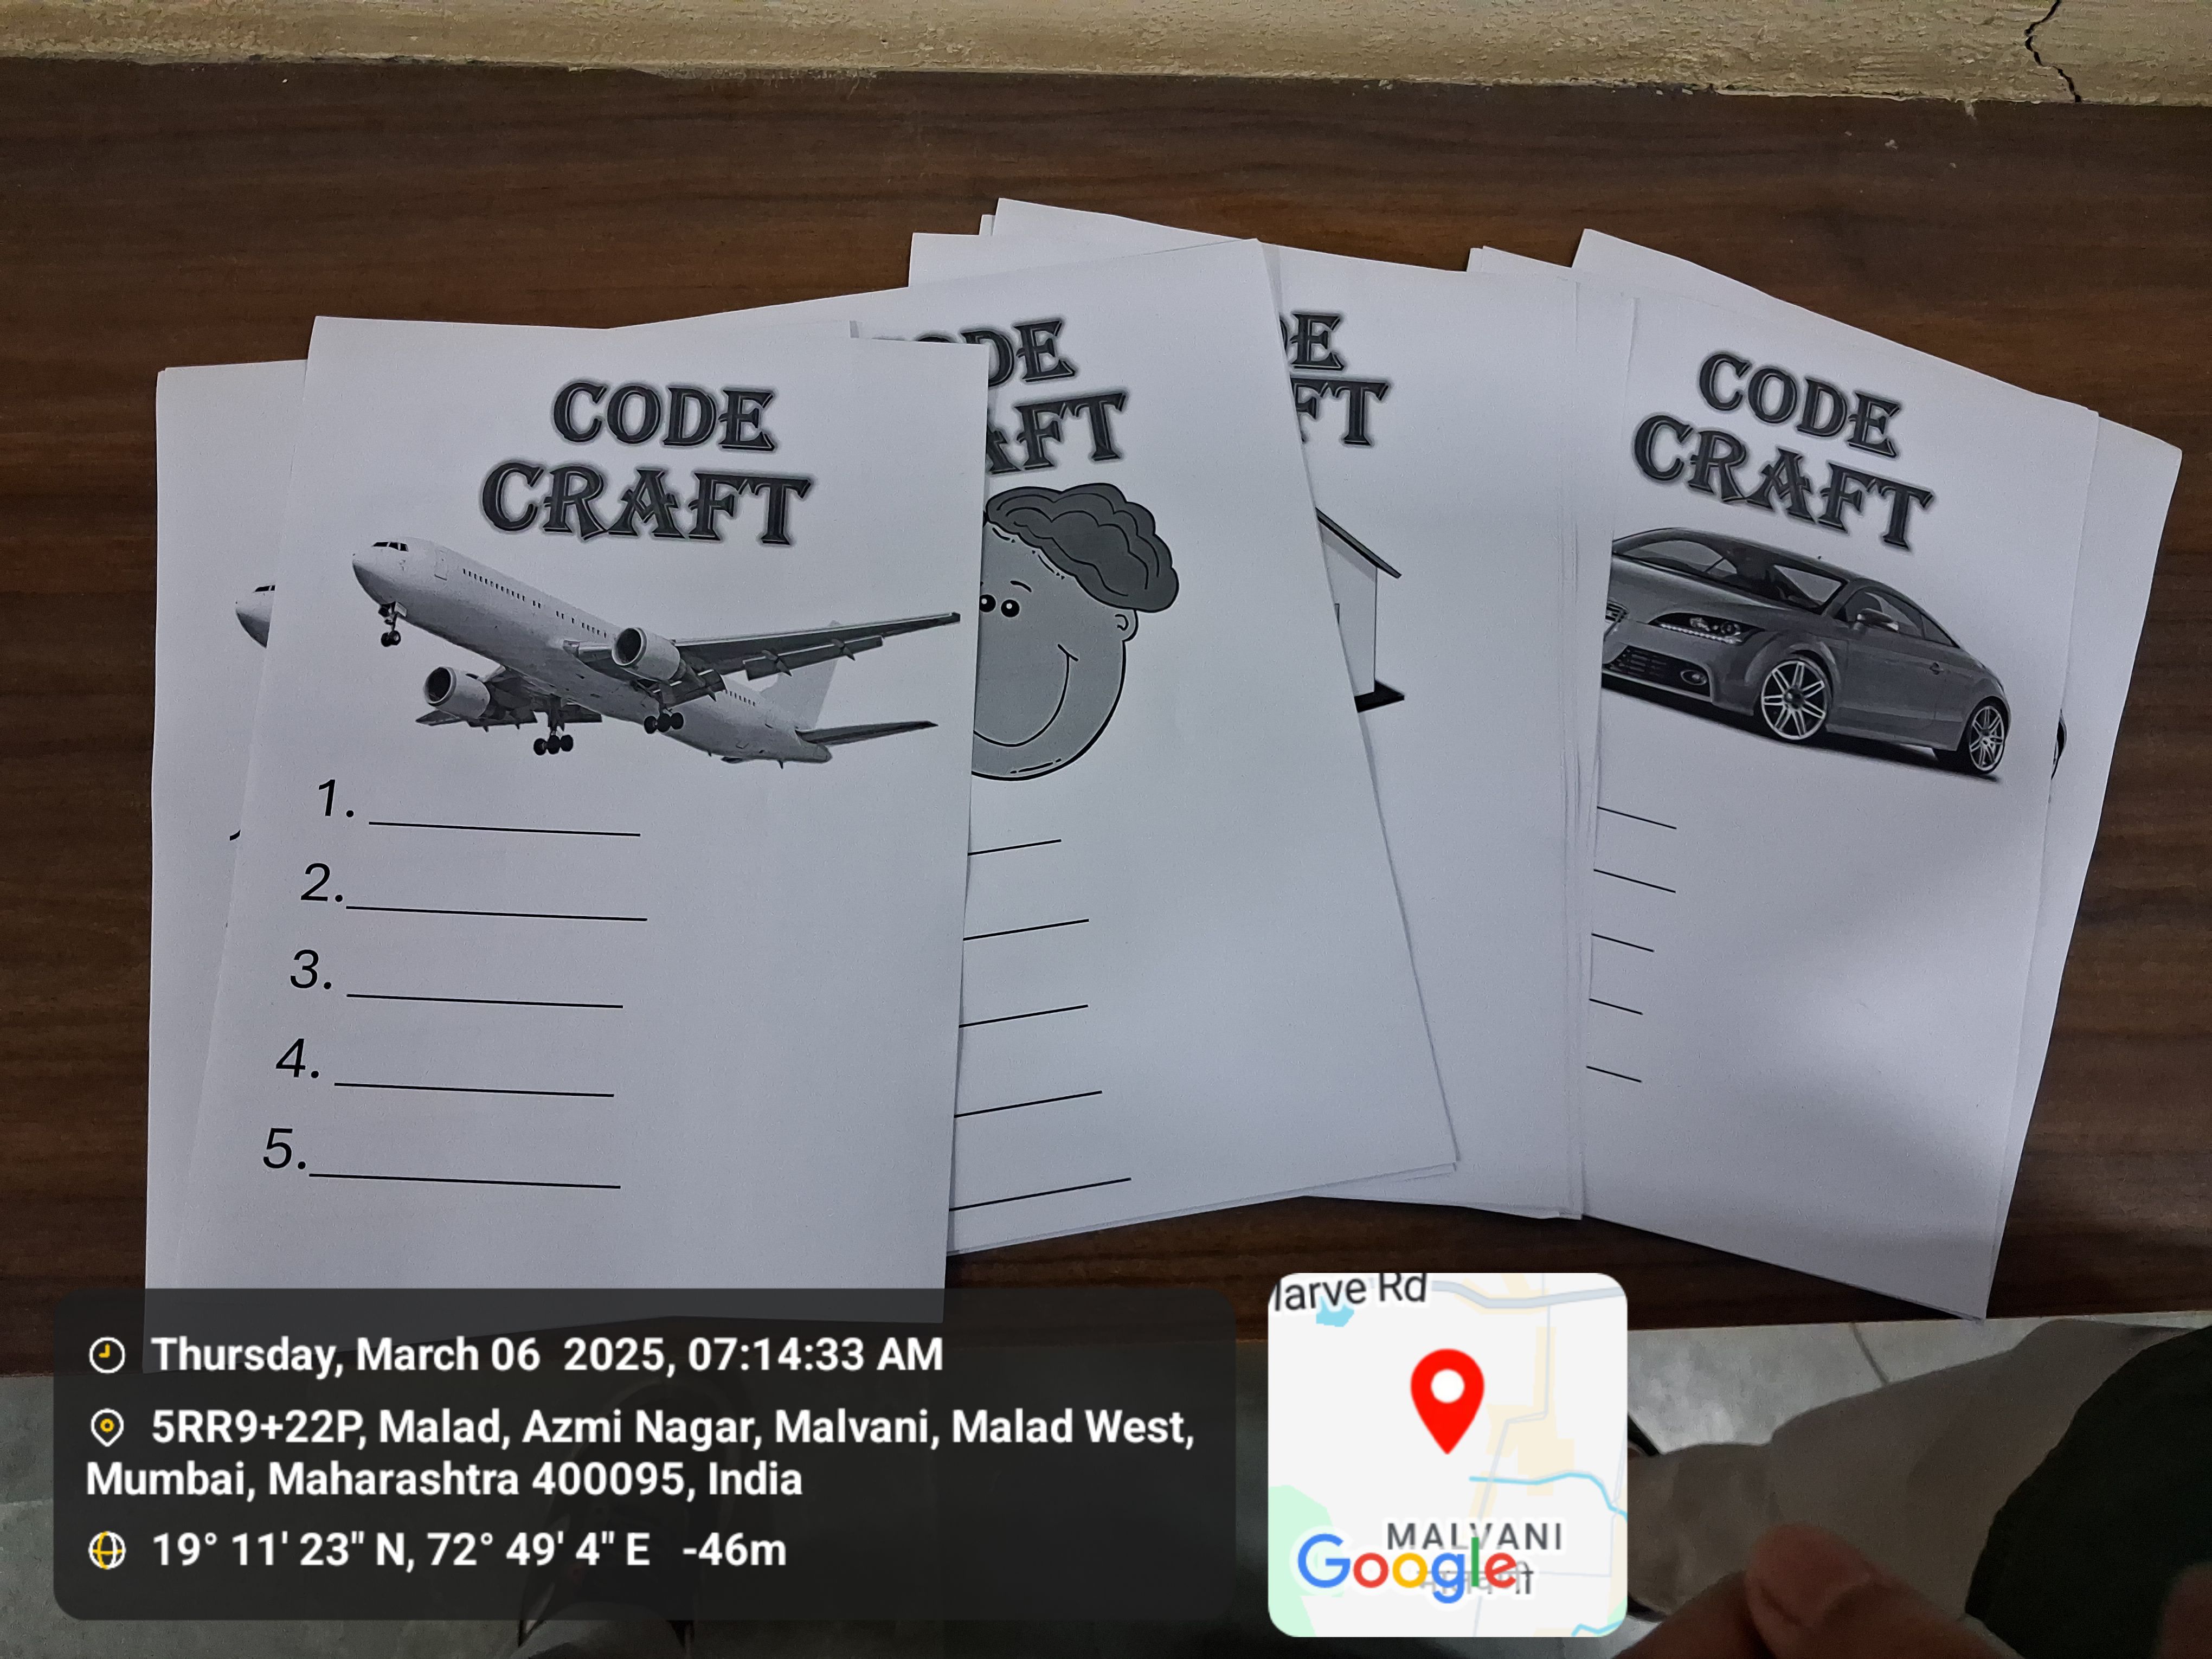 CODE
CRAFT
1.
2.
3.
4.
5.
CODE
CRAFT
Thursday, March 06  2025, 07:14:33 AM
5RR9+22P, Malad, Azmi Nagar, Malvani, Malad West,
Mumbai, Maharashtra 400095, India
19° 11' 23" N, 72° 49' 4" E  -46m
Rd
MALVANI
Google